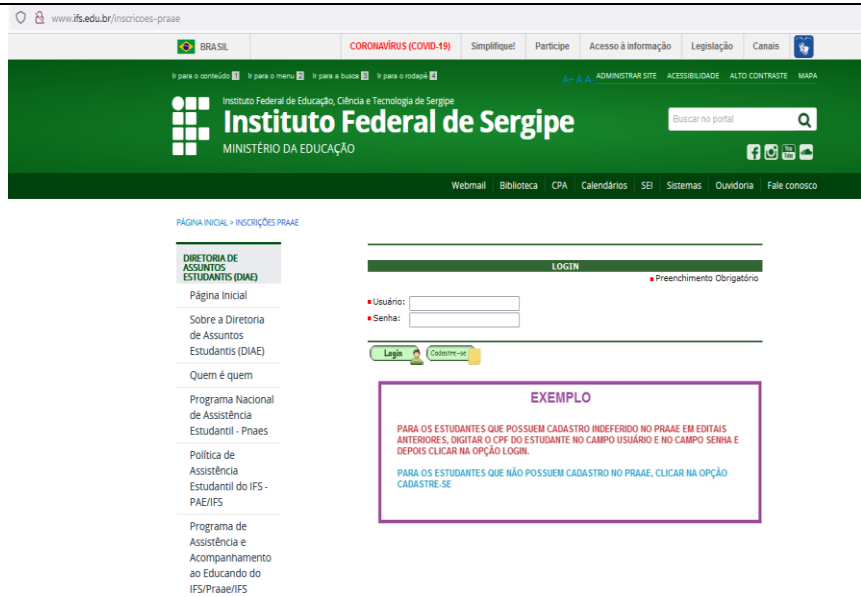 www.ifs.edu.br/inscricoes-praae
BRASIL CORONAVÍRUS (COVID-19) Simplifique! Participe Acesso à informação Legislação Canais
Ir para o conteúdo 1 Ir para o menu 2 Ir para a busca 3 Ir para o rodapé 4 A+ A A- ADMINISTRAR SITE ACESSIBILIDADE ALTO CONTRASTE MAPA
Instituto Federal de Educação, Ciência e Tecnologia de Sergipe
Instituto Federal de Sergipe
MINISTÉRIO DA EDUCAÇÃO
Buscar no portal
You Tube
Webmail Biblioteca CPA Calendários SEI Sistemas Ouvidoria Fale conosco
PÁGINA INICIAL > INSCRIÇÕES PRAAE
DIRETORIA DE
ASSUNTOS
ESTUDANTIS (DIAE)
Página Inicial
Sobre a Diretoria
de Assuntos
Estudantis (DIAE)
Quem é quem
Programa Nacional
de Assistência
Estudantil - Pnaes
Política de
Assistência
Estudantil do IFS -
PAE/IFS
Programa de
Assistência e
Acompanhamento
ao Educando do
IFS/Praae/IFS
LOGIN
Preenchimento Obrigatório
Usuário:
Senha:
Login Cadastre-se
EXEMPLO
PARA OS ESTUDANTES QUE POSSUEM CADASTRO INDEFERIDO NO PRAAE EM EDITAIS
ANTERIORES, DIGITAR O CPF DO ESTUDANTE NO CAMPO USUÁRIO E NO CAMPO SENHA E
DEPOIS CLICAR NA OPÇÃO LOGIN.
PARA OS ESTUDANTES QUE NÃO POSSUEM CADASTRO NO PRAAE, CLICAR NA OPÇÃO
CADASTRE-SE